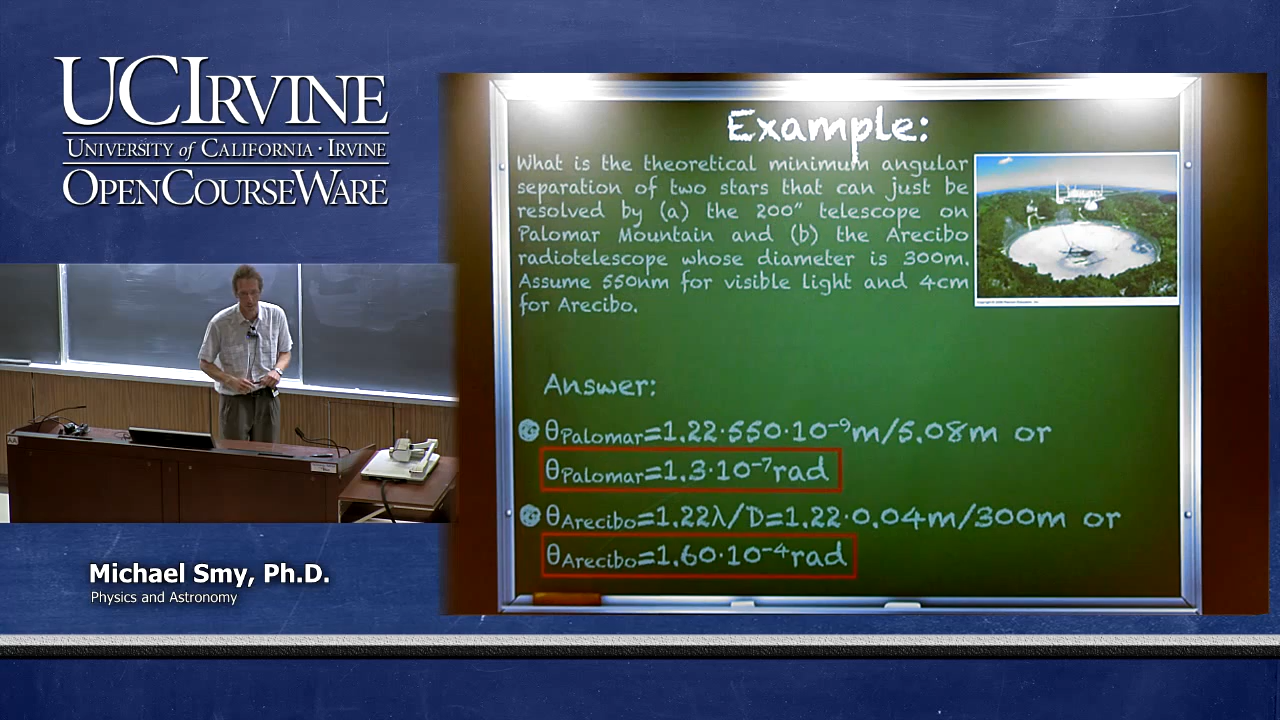 UCIRVINE
UNIVERSITY of CALIFORNIA · IRVINE
OPENCOURSEWARE
Example:
What is the theoretical minimum angular
separation of two stars that can just be
resolved by (a) the 200” telescope on
Palomar Mountain and (b) the Arecibo
radiotelescope whose diameter is 300m.
Assume 550nm for visible light and 4cm
for Arecibo.
Answer:
θPalomar=1.22·550·10⁻⁹m/5.08m or
θPalomar=1.3·10⁻⁷rad
θArecibo=1.22λ/D=1.22·0.04m/300m or
θArecibo=1.60·10⁻⁴rad
Michael Smy, Ph.D.
Physics and Astronomy